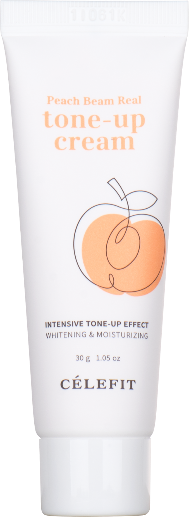 Peach Beam Real
tone-up
cream
INTENSIVE TONE-UP EFFECT
WHITENING & MOISTURIZING
30 g 1.05 oz
CÉLEFIT